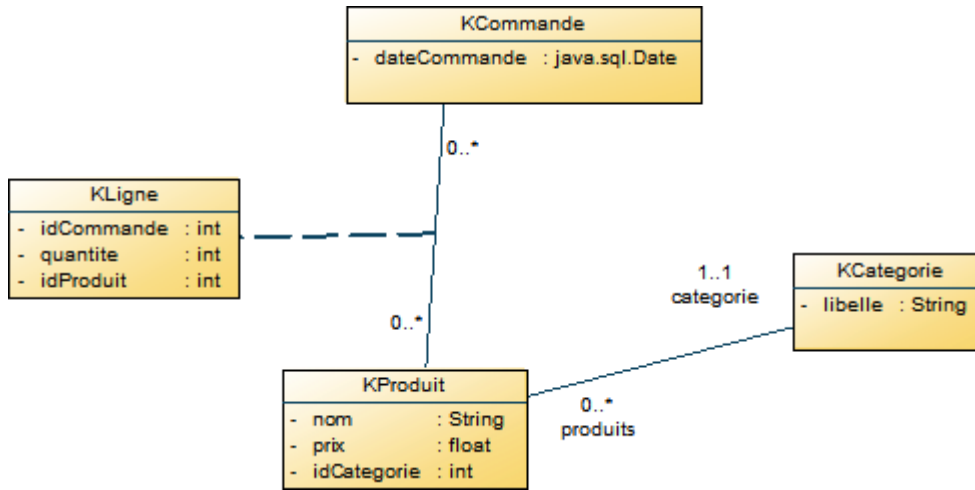 KCommande
- dateCommande : java.sql.Date
0..*
KLigne
- idCommande : int
- quantite : int
- idProduit : int
0..*
1..1
categorie
KCategorie
- libelle : String
KProduit
- nom : String
- prix : float
- idCategorie : int
0..*
produits